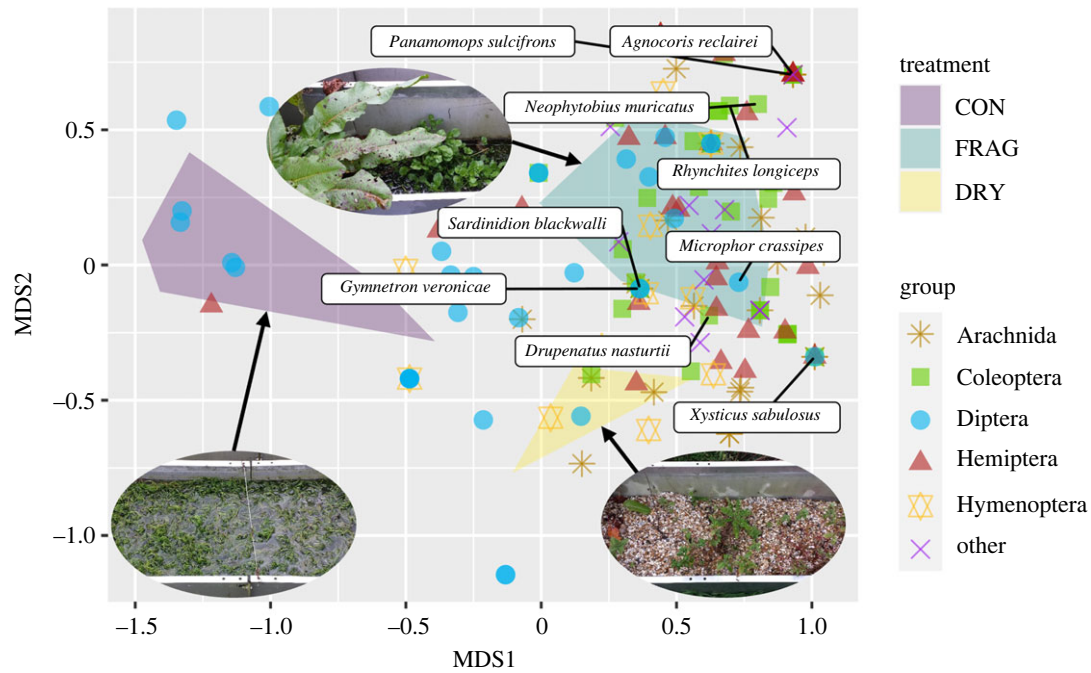 Panamomops sulcifrons
Agnocoris reclairei
Neophytobius muricatus
Rhynchites longiceps
Sardinidion blackwalli
Microphor crassipes
Gymnetron veronicae
Drupenatus nasturtii
Xysticus sabulosus
0.5
0
–0.5
–1.0
MDS2
–1.5
–1.0
–0.5
0
0.5
1.0
MDS1
treatment
CON
FRAG
DRY
group
Arachnida
Coleoptera
Diptera
Hemiptera
Hymenoptera
other